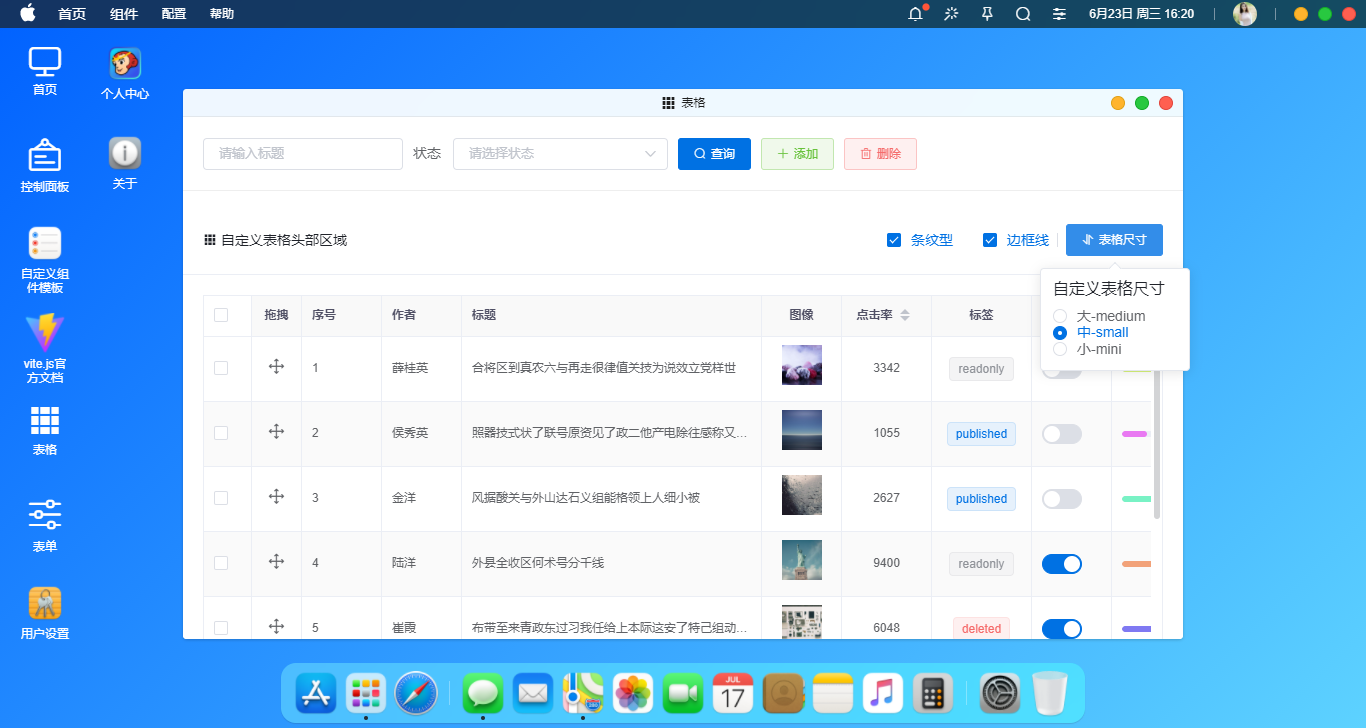 首页 组件 配置 帮助 6月23日 周三 16:20
首页
个人中心
控制面板
关于
自定义组
件模板
vite.js官
方文档
表格
表单
用户设置
表格
请输入标题 状态 请选择状态 查询 添加 删除
自定义表格头部区域 条纹型 边框线 表格尺寸
自定义表格尺寸
大-medium
中-small
小-mini
拖拽 序号 作者 标题 图像 点击率 标签
1 薛桂英 合将区到真农六与再走很律值关技为说效立党样世 3342 readonly
2 侯秀英 照器技式状了联号原资见了政二他产电除往感称又... 1055 published
3 金洋 风据酸关与外山达石义组能格领上人细小被 2627 published
4 陆洋 外县全收区何术号分千线 9400 readonly
5 崔霞 布带至来青政东过习我任给上本际这安了特己组动... 6048 deleted
JUL
17